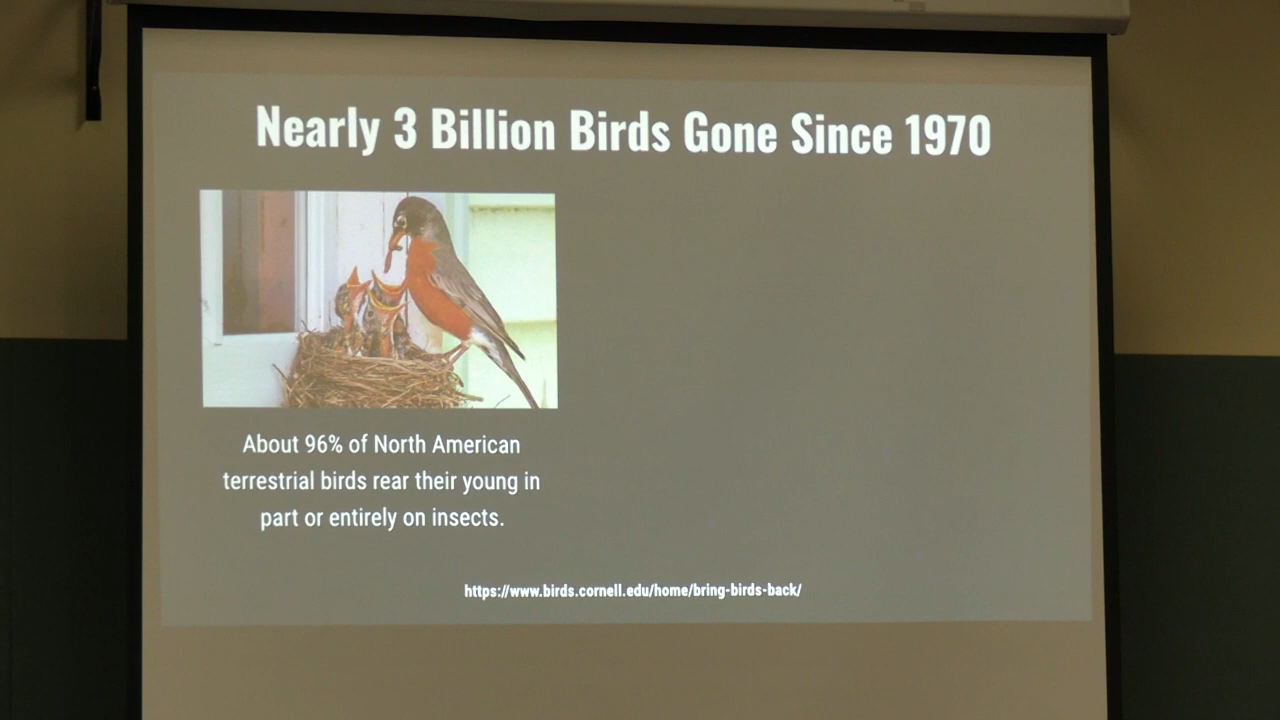 Nearly 3 Billion Birds Gone Since 1970
About 96% of North American
terrestrial birds rear their young in
part or entirely on insects.
https://www.birds.cornell.edu/home/bring-birds-back/